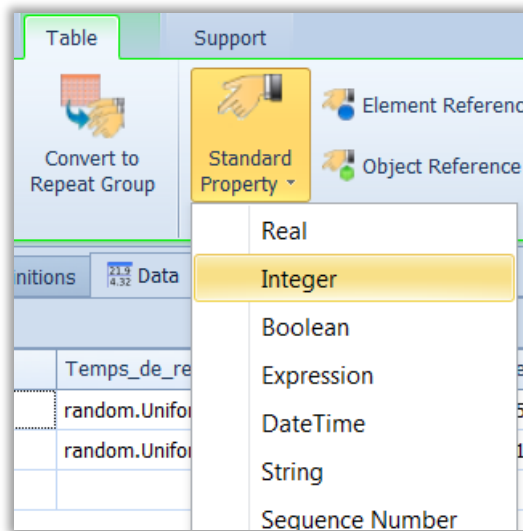 Table
Support
Convert to
Repeat Group
Standard
Property
Element Referenc
Object Reference
Real
Integer
Boolean
Expression
DateTime
String
Sequence Number
nitions
21.9
4.32
Data
Temps_de_re
random.Unifor
random.Unifor